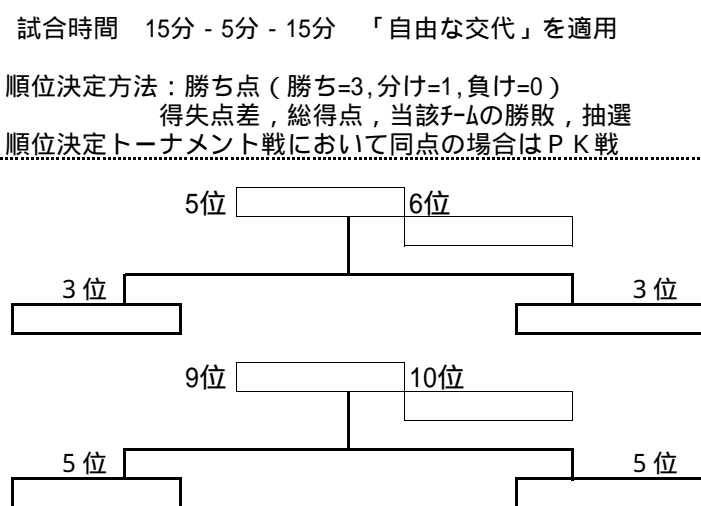 試合時間　15分 - 5分 - 15分　「自由な交代」を適用
順位決定方法：勝ち点（勝ち=3,分け=1,負け=0）
得失点差，総得点，当該ﾁｰﾑの勝敗，抽選
順位決定トーナメント戦において同点の場合はＰＫ戦
5位 6位
３位 ３位
9位 10位
５位 ５位